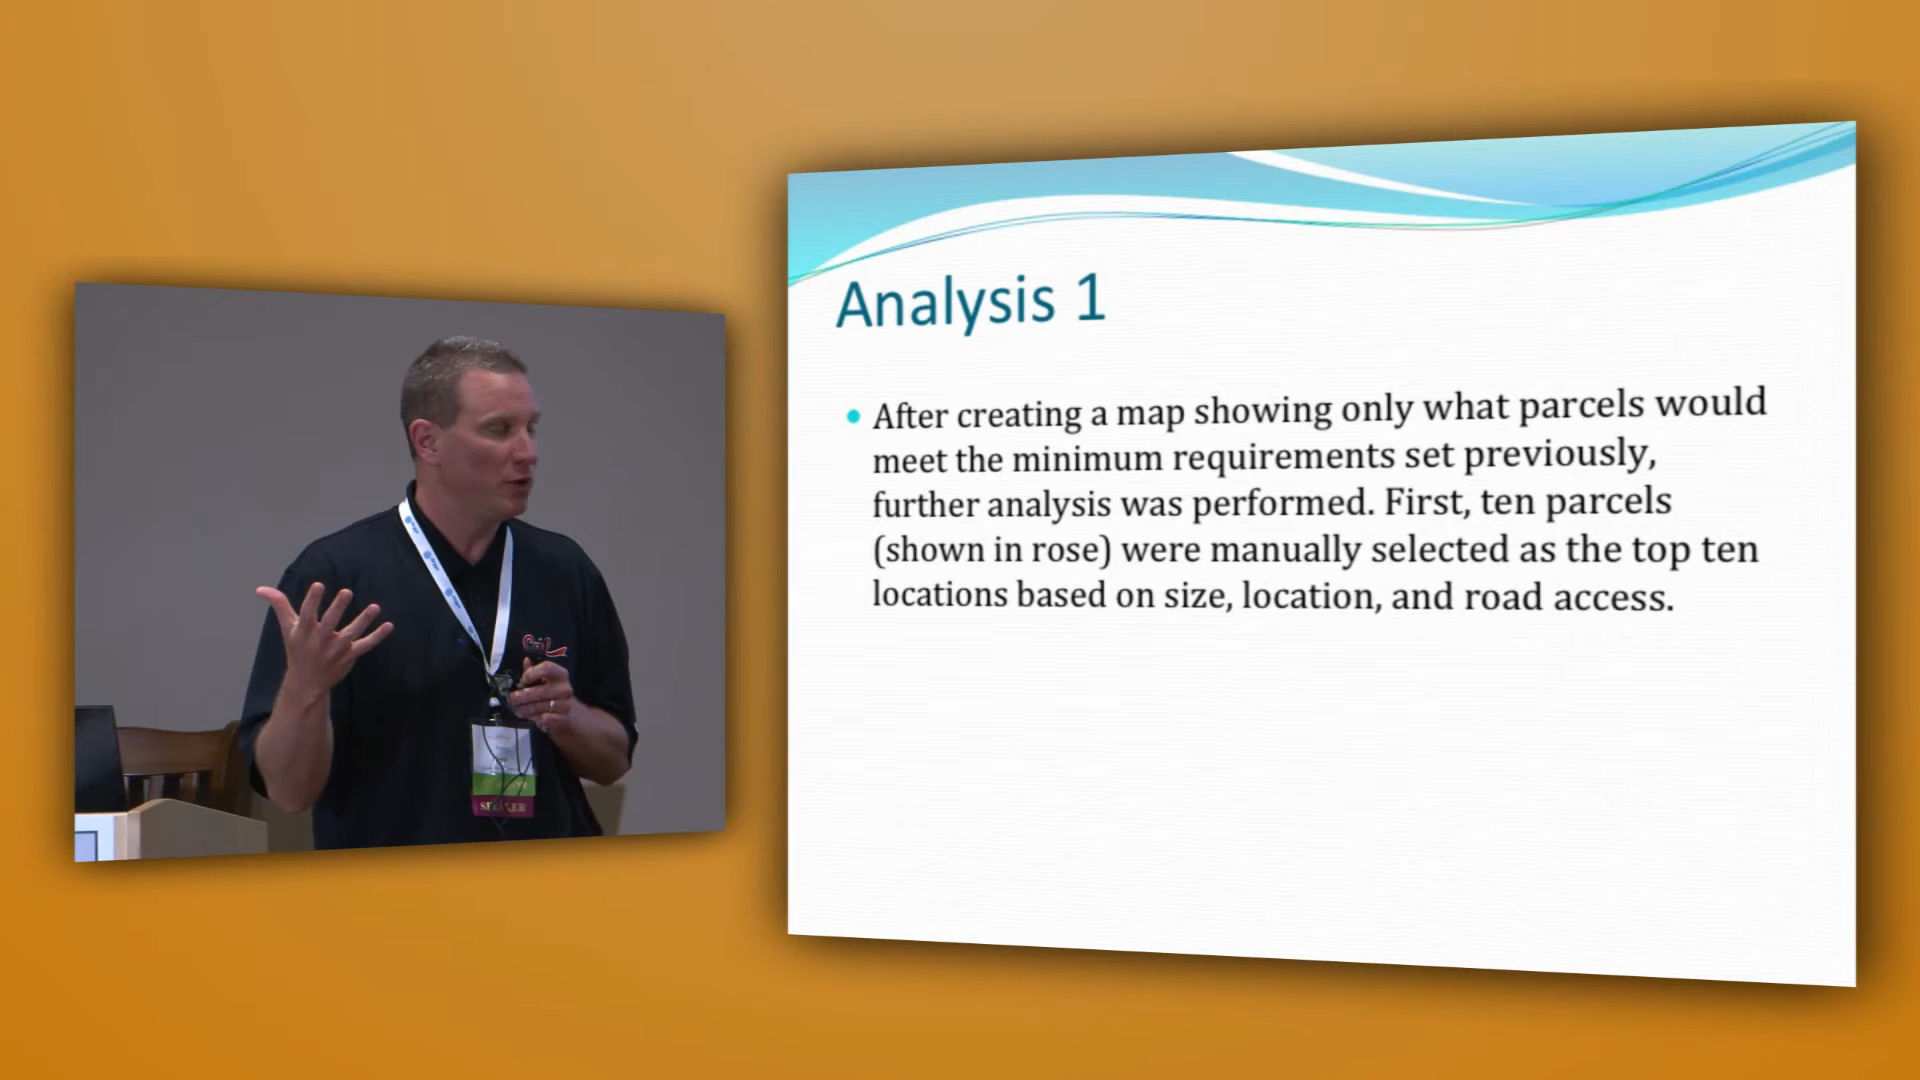 Analysis 1
After creating a map showing only what parcels would
meet the minimum requirements set previously,
further analysis was performed. First, ten parcels
(shown in rose) were manually selected as the top ten
locations based on size, location, and road access.